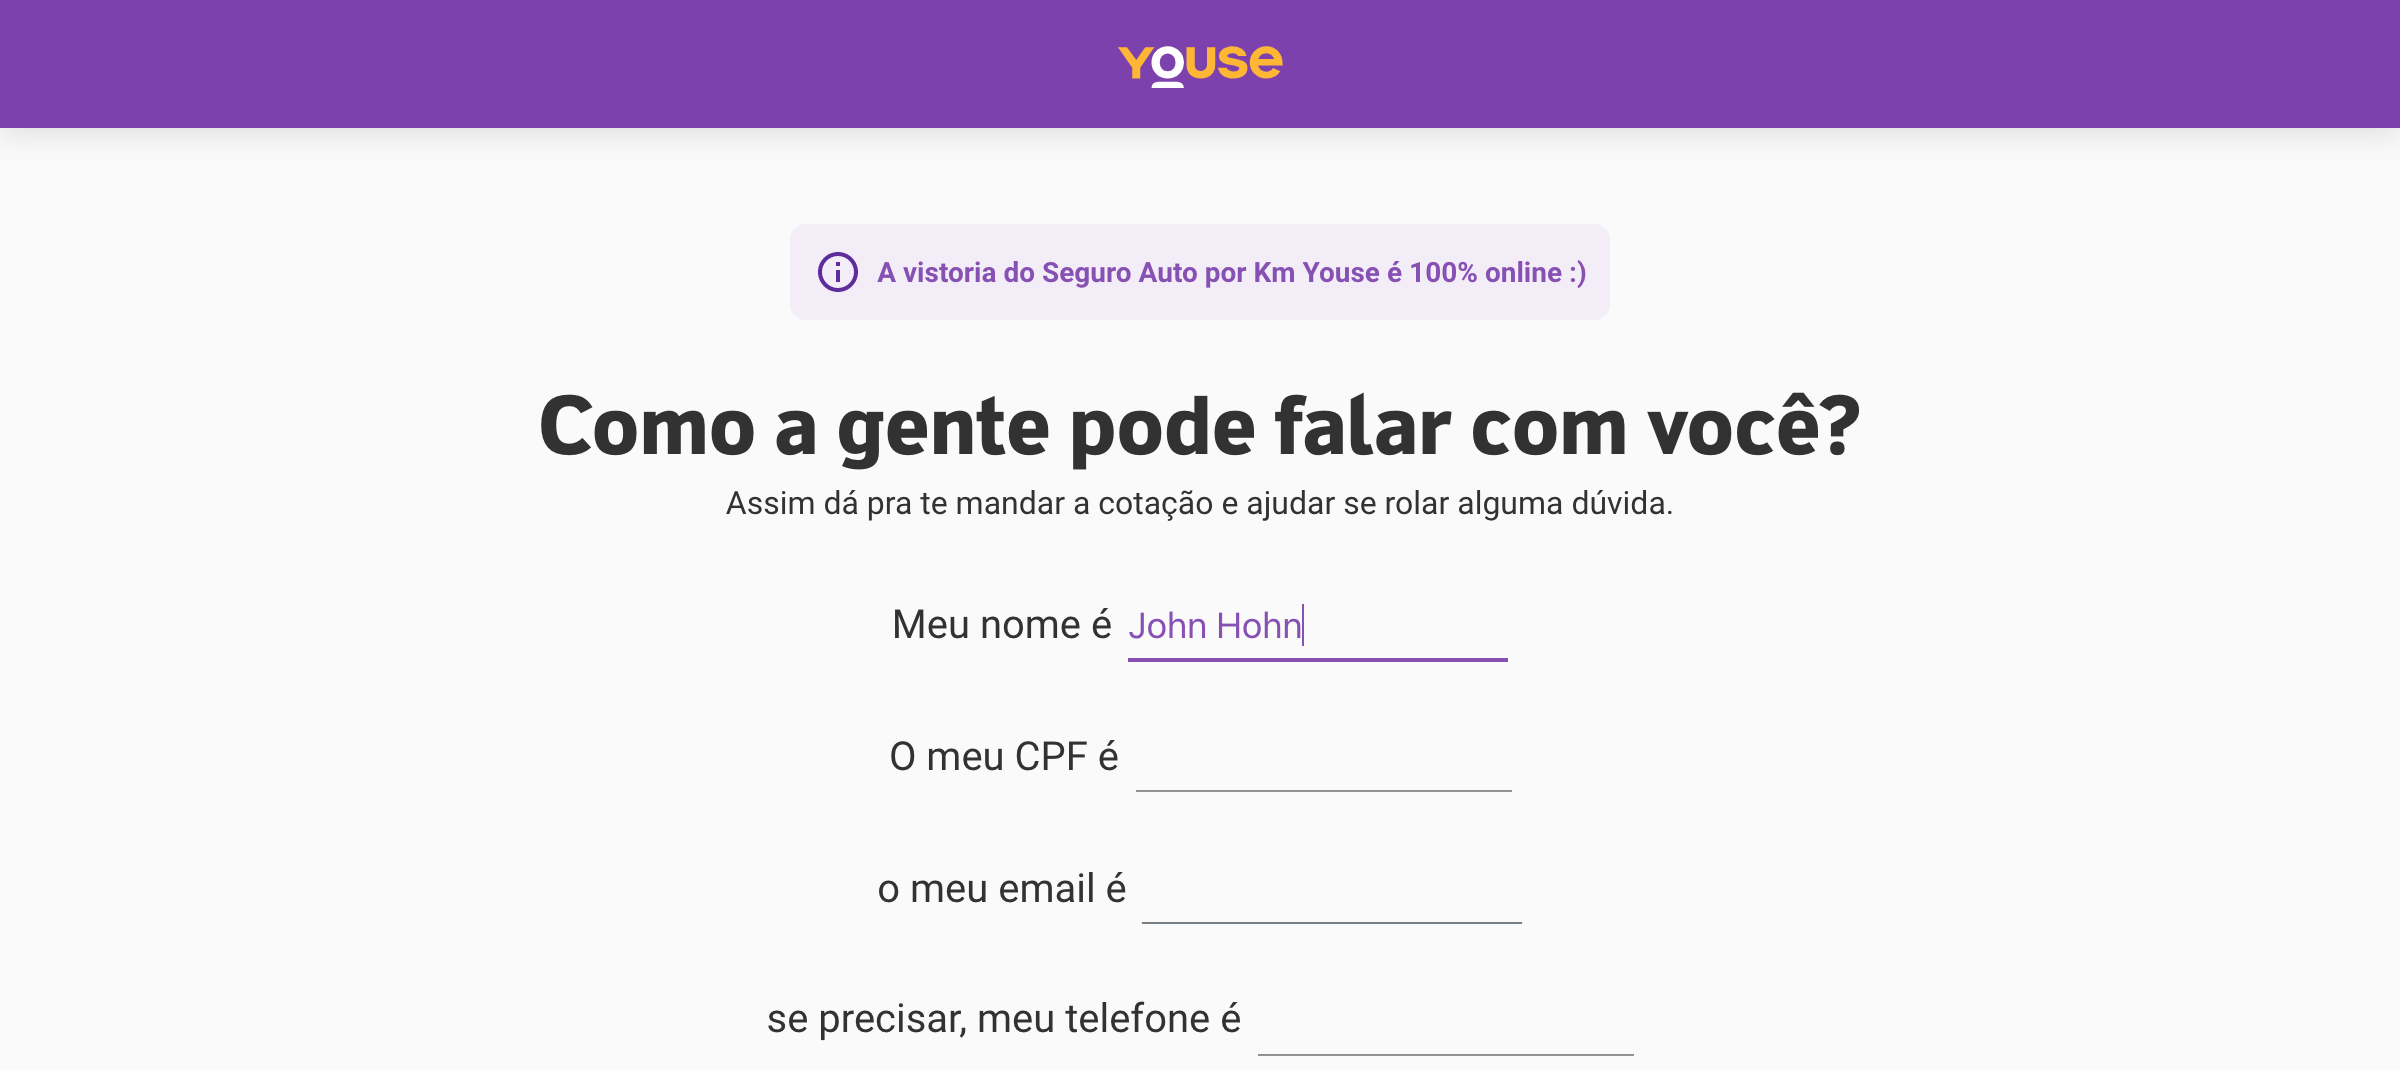 Youse
A vistoria do Seguro Auto por Km Youse é 100% online :)
Como a gente pode falar com você?
Assim dá pra te mandar a cotação e ajudar se rolar alguma dúvida.
Meu nome é John Hohn
O meu CPF é
o meu email é
se precisar, meu telefone é